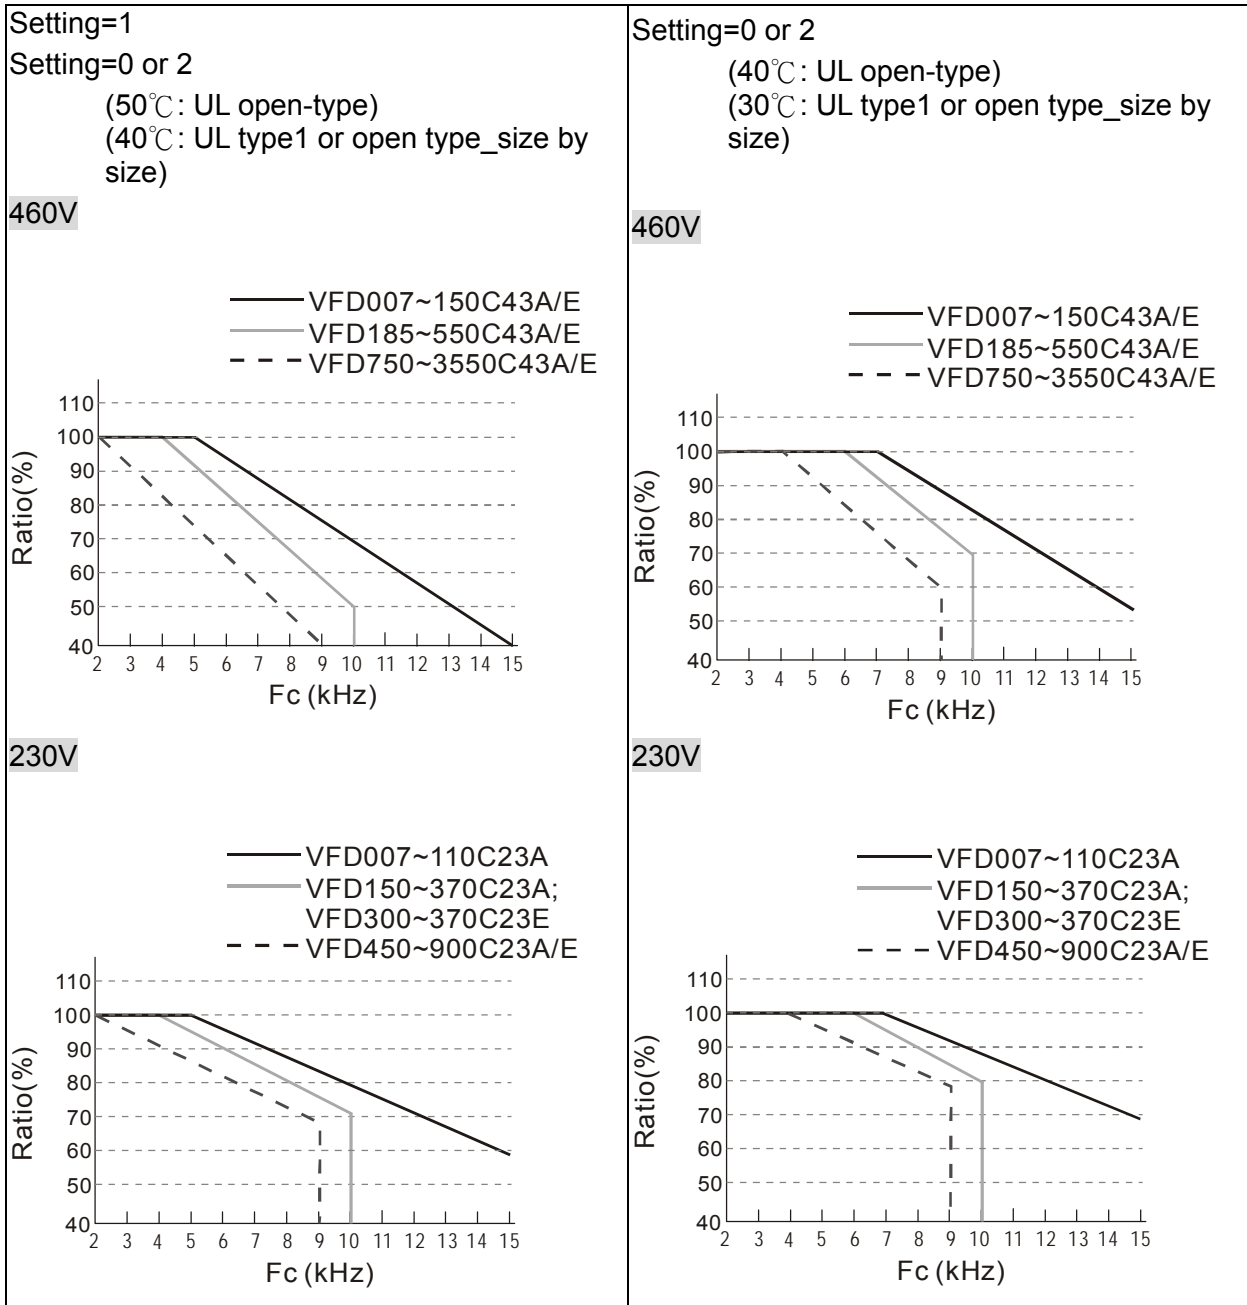 Setting=1
Setting=0 or 2
(50℃: UL open-type)
(40℃: UL type1 or open type_size by
size)
460V
VFD007~150C43A/E
VFD185~550C43A/E
VFD750~3550C43A/E
110
100
90
80
70
60
50
40
Ratio(%)
2 3 4 5 6 7 8 9 10 11 12 13 14 15
Fc (kHz)
230V
VFD007~110C23A
VFD150~370C23A;
VFD300~370C23E
VFD450~900C23A/E
110
100
90
80
70
60
50
40
Ratio(%)
2 3 4 5 6 7 8 9 10 11 12 13 14 15
Fc (kHz)
Setting=0 or 2
(40℃: UL open-type)
(30℃: UL type1 or open type_size by
size)
460V
VFD007~150C43A/E
VFD185~550C43A/E
VFD750~3550C43A/E
110
100
90
80
70
60
50
40
Ratio(%)
2 3 4 5 6 7 8 9 10 11 12 13 14 15
Fc (kHz)
230V
VFD007~110C23A
VFD150~370C23A;
VFD300~370C23E
VFD450~900C23A/E
110
100
90
80
70
60
50
40
Ratio(%)
2 3 4 5 6 7 8 9 10 11 12 13 14 15
Fc (kHz)